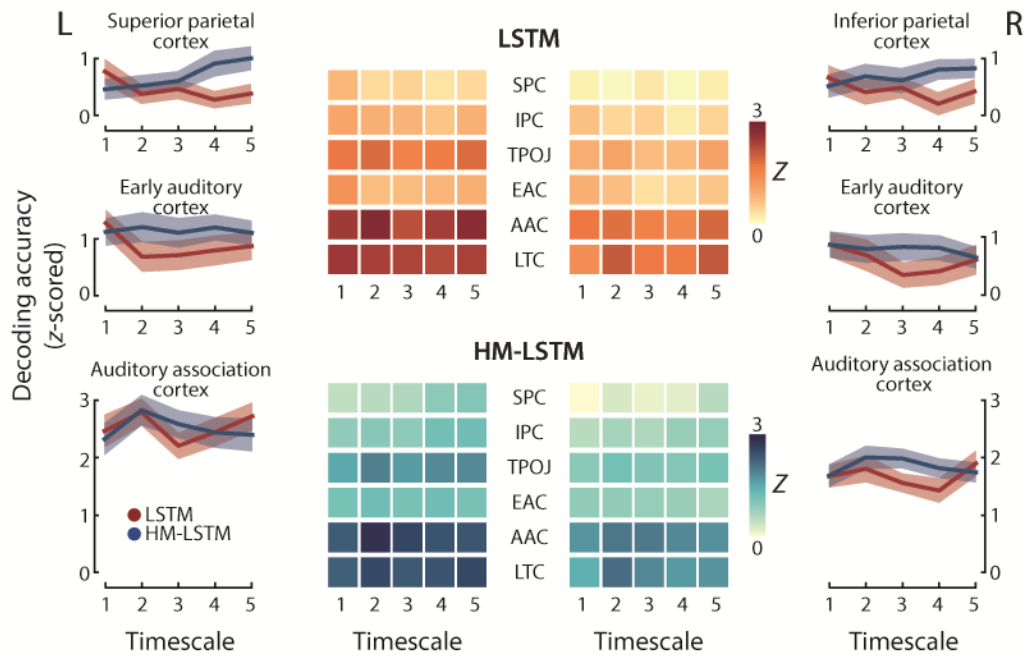 L
R
Superior parietal
cortex
1
0
1 2 3 4 5
Early auditory
cortex
1
0
1 2 3 4 5
Auditory association
cortex
3
2
1
0
LSTM
HM-LSTM
1 2 3 4 5
Timescale
Decoding accuracy
(z-scored)
LSTM
SPC
IPC
TPOJ
EAC
AAC
LTC
1 2 3 4 5
1 2 3 4 5
3
Z
0
HM-LSTM
SPC
IPC
TPOJ
EAC
AAC
LTC
1 2 3 4 5
1 2 3 4 5
Timescale
Timescale
3
Z
0
Inferior parietal
cortex
1
0
1 2 3 4 5
Early auditory
cortex
1
0
1 2 3 4 5
Auditory association
cortex
3
2
1
0
1 2 3 4 5
Timescale